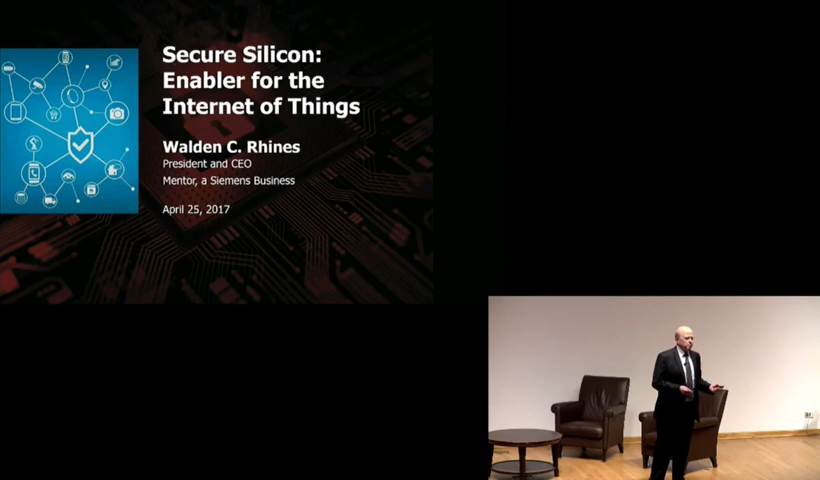 Secure Silicon:
Enabler for the
Internet of Things
Walden C. Rhines
President and CEO
Mentor, a Siemens Business
April 25, 2017